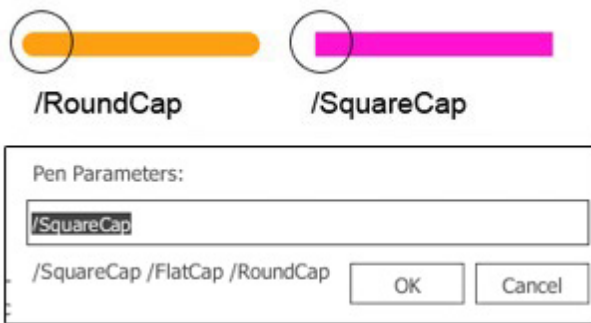 /RoundCap
/SquareCap
Pen Parameters:
/SquareCap
/SquareCap /FlatCap /RoundCap
OK
Cancel